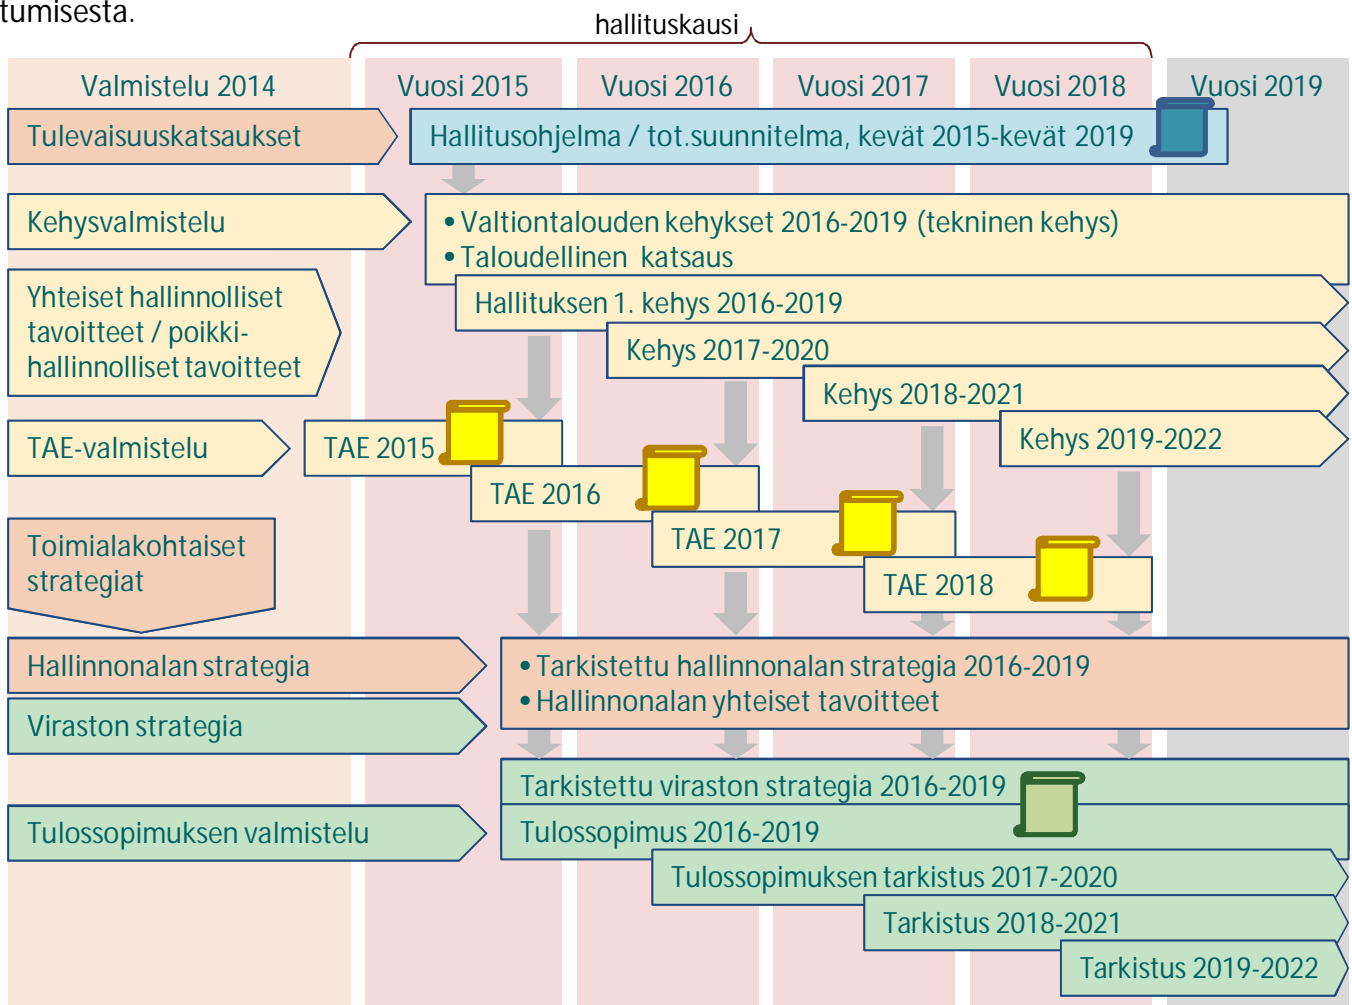 tumisesta.
hallituskausi
Valmistelu 2014
Vuosi 2015
Vuosi 2016
Vuosi 2017
Vuosi 2018
Vuosi 2019
Tulevaisuuskatsaukset
Hallitusohjelma / tot.suunnitelma, kevät 2015-kevät 2019
Kehysvalmistelu
• Valtiontalouden kehykset 2016-2019 (tekninen kehys)
• Taloudellinen katsaus
Yhteiset hallinnolliset
tavoitteet / poikki-
hallinnolliset tavoitteet
Hallituksen 1. kehys 2016-2019
Kehys 2017-2020
Kehys 2018-2021
Kehys 2019-2022
TAE-valmistelu
TAE 2015
TAE 2016
TAE 2017
TAE 2018
Toimialakohtaiset
strategiat
Hallinnonalan strategia
• Tarkistettu hallinnonalan strategia 2016-2019
• Hallinnonalan yhteiset tavoitteet
Viraston strategia
Tarkistettu viraston strategia 2016-2019
Tulossopimuksen valmistelu
Tulossopimus 2016-2019
Tulossopimuksen tarkistus 2017-2020
Tarkistus 2018-2021
Tarkistus 2019-2022